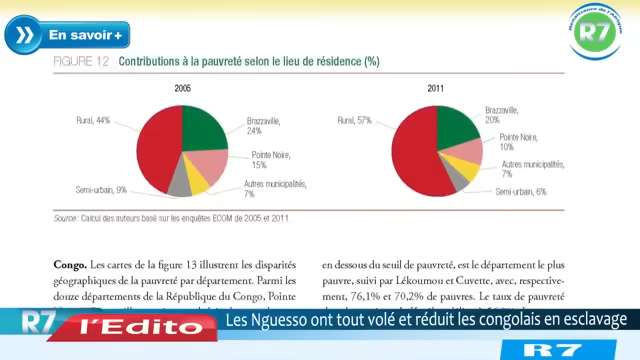 En savoir +
Renaissance de l'Afrique
R7
FIGURE 12 Contributions à la pauvreté selon le lieu de résidence (%)
2005
Rural, 44%
Brazzaville,
24%
Pointe Noire,
15%
Autres municipalités,
7%
Semi-urbain, 9%
2011
Rural, 57%
Brazzaville,
20%
Pointe Noire,
10%
Autres municipalités,
7%
Semi-urbain, 6%
Source : Calcul des auteurs basé sur les enquêtes ECOM de 2005 et 2011.
Congo. Les cartes de la figure 13 illustrent les disparités
géographiques de la pauvreté par département. Parmi les
douze départements de la République du Congo, Pointe
en dessous du seuil de pauvreté, est le département le plus
pauvre, suivi par Lékoumou et Cuvette, avec, respective-
ment, 76,1% et 70,2% de pauvres. Le taux de pauvreté
R7 l'Edito Les Nguesso ont tout volé et réduit les congolais en esclavage
R7